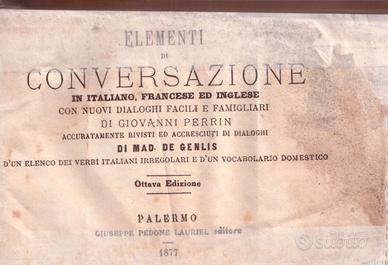 ELEMENTI
DI
CONVERSAZIONE
IN ITALIANO, FRANCESE ED INGLESE
CON NUOVI DIALOGHI FACILI E FAMIGLIARI
DI GIOVANNI PERRIN
ACCURATAMENTE RIVISTI ED ACCRESCIUTI DI DIALOGHI
DI MAD. DE GENLIS
D'UN ELENCO DEI VERBI ITALIANI IRREGOLARI E D'UN VOCABOLARIO DOMESTICO
Ottava Edizione
PALERMO
GIUSEPPE PEDONE LAURIEL editore
1877
SUBITO